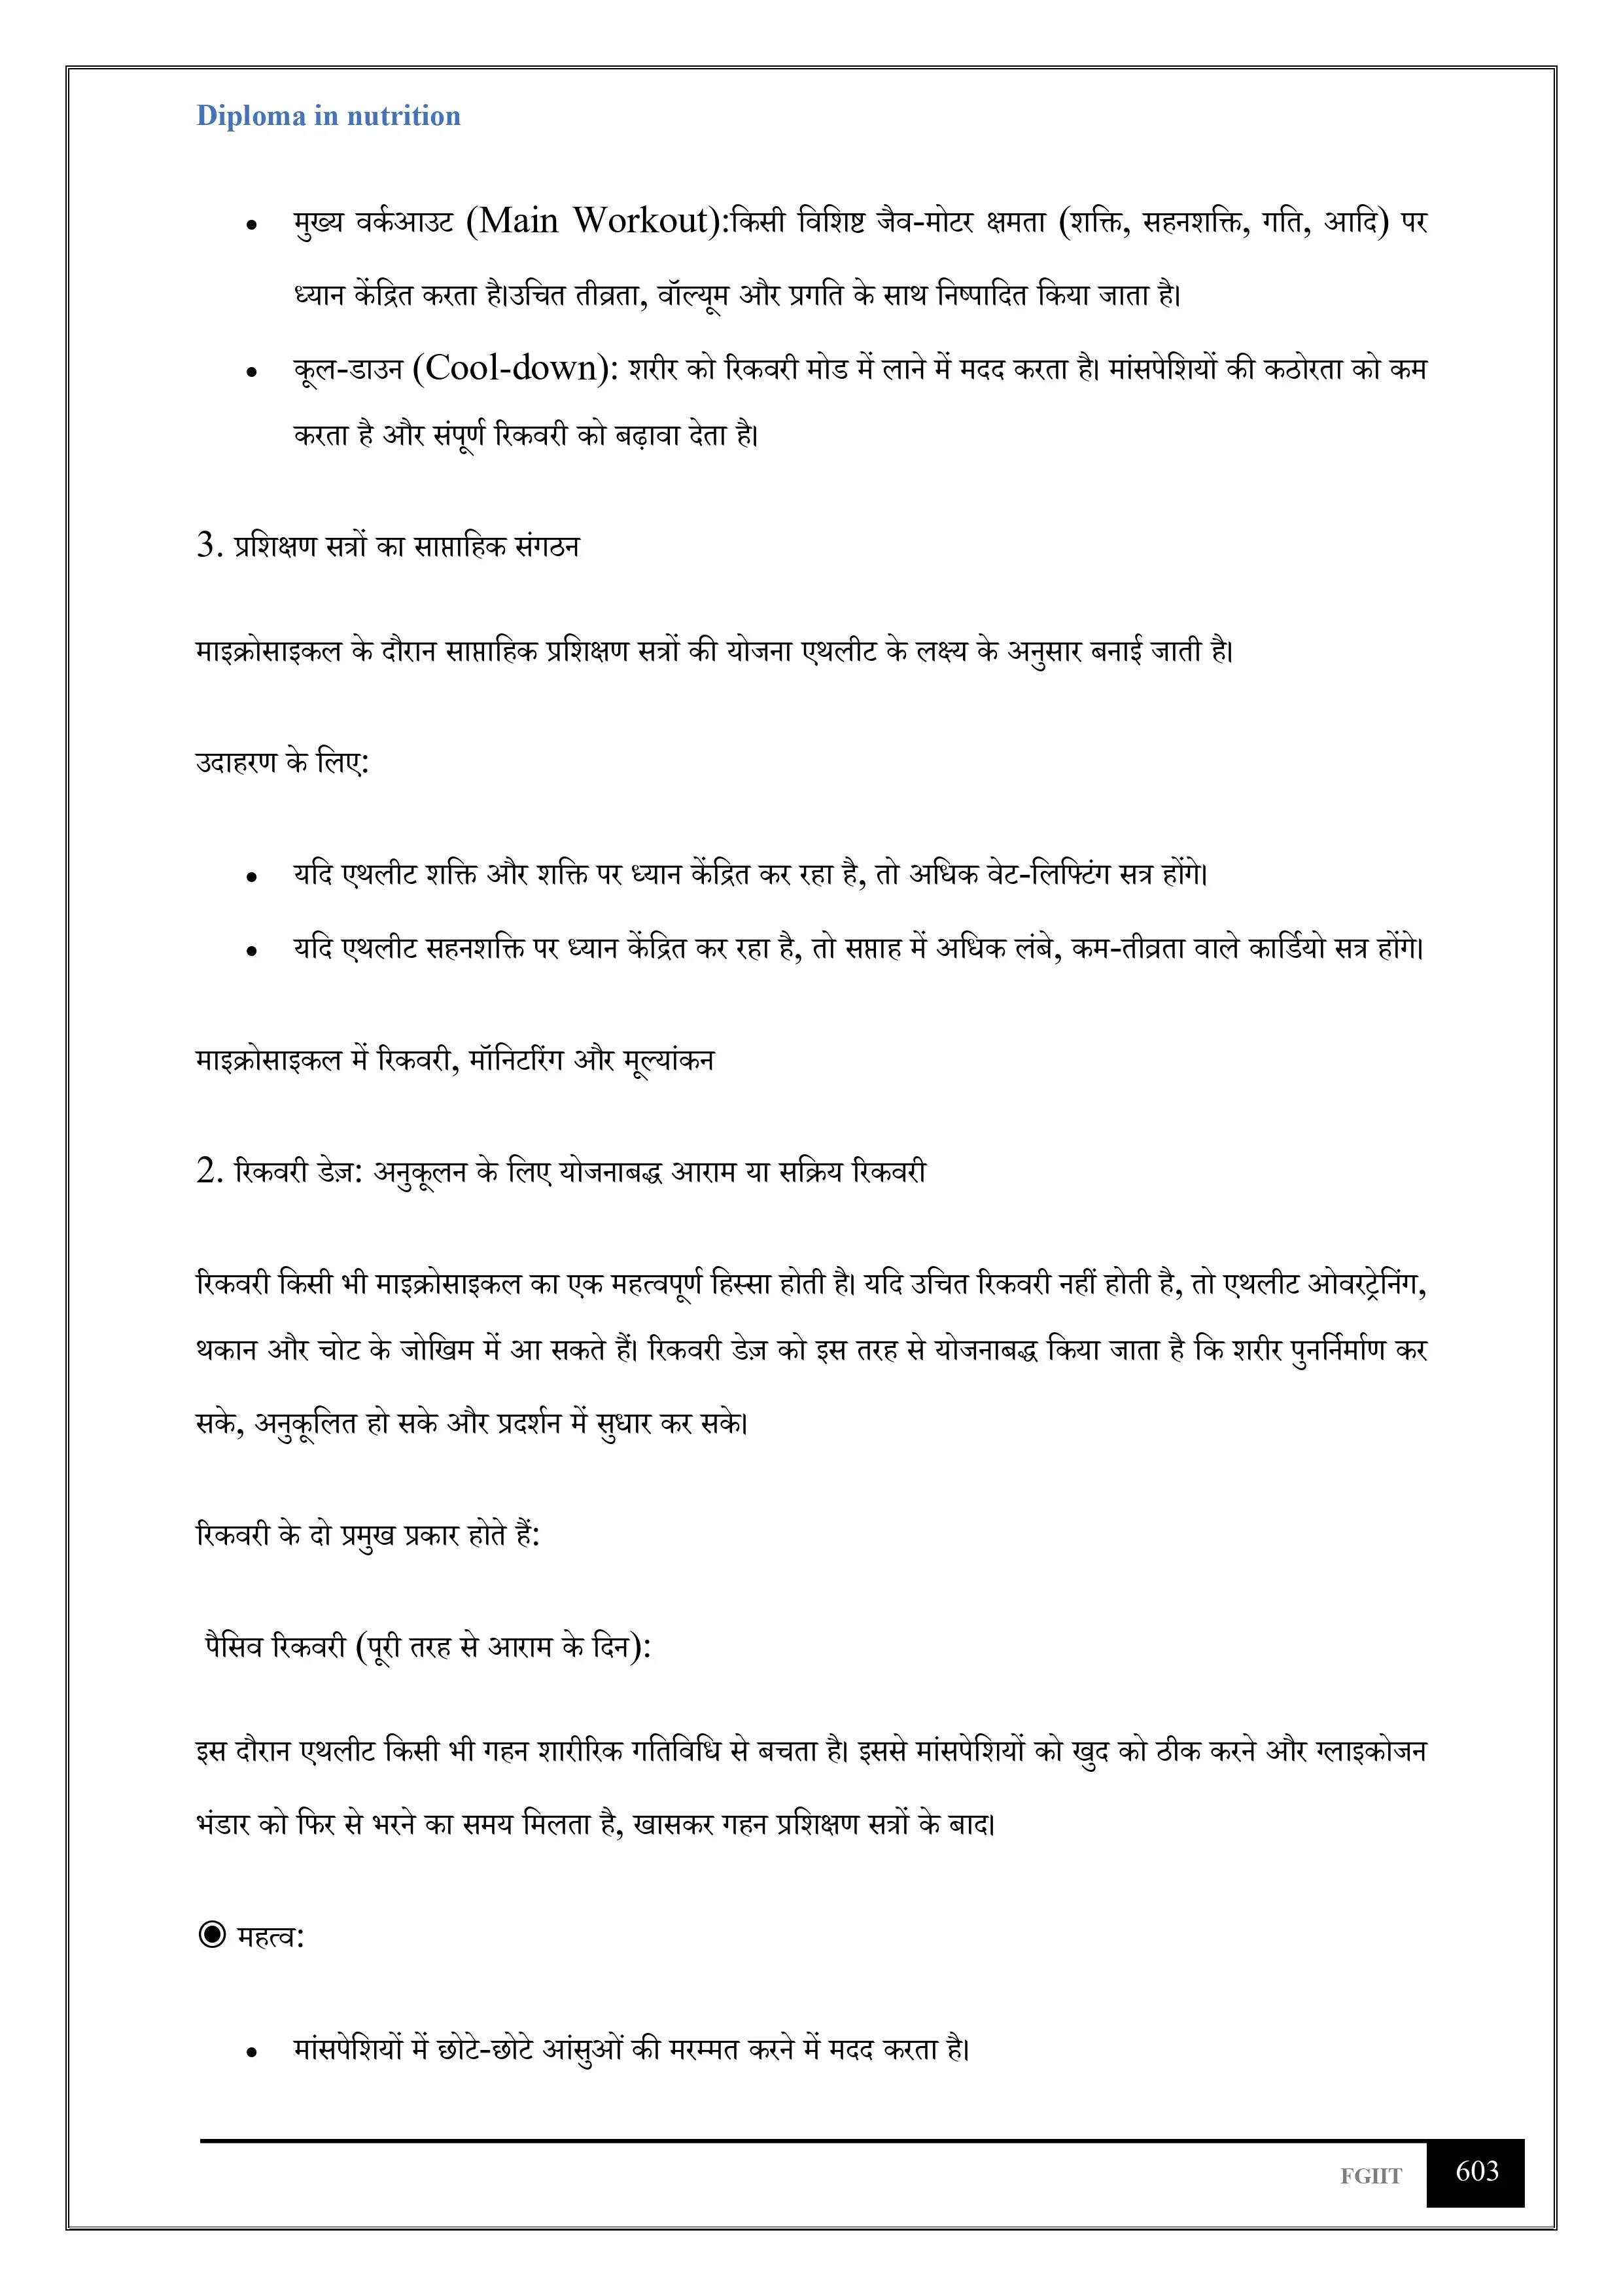 Diploma in nutrition
• मुख्य वर्कआउट (Main Workout):किसी विशिष्ट जैव-मोटर क्षमता (शक्ति, सहनशक्ति, गति, आदि) पर
ध्यान केंद्रित करता है।उचित तीव्रता, वॉल्यूम और प्रगति के साथ निष्पादित किया जाता है।
• कूल-डाउन (Cool-down): शरीर को रिकवरी मोड में लाने में मदद करता है। मांसपेशियों की कठोरता को कम
करता है और संपूर्ण रिकवरी को बढ़ावा देता है।
3. प्रशिक्षण सत्रों का साप्ताहिक संगठन
माइक्रोसाइकल के दौरान साप्ताहिक प्रशिक्षण सत्रों की योजना एथलीट के लक्ष्य के अनुसार बनाई जाती है।
उदाहरण के लिए:
• यदि एथलीट शक्ति और शक्ति पर ध्यान केंद्रित कर रहा है, तो अधिक वेट-लिफ्टिंग सत्र होंगे।
• यदि एथलीट सहनशक्ति पर ध्यान केंद्रित कर रहा है, तो सप्ताह में अधिक लंबे, कम-तीव्रता वाले कार्डियो सत्र होंगे।
माइक्रोसाइकल में रिकवरी, मॉनिटरिंग और मूल्यांकन
2. रिकवरी डेज़: अनुकूलन के लिए योजनाबद्ध आराम या सक्रिय रिकवरी
रिकवरी किसी भी माइक्रोसाइकल का एक महत्वपूर्ण हिस्सा होती है। यदि उचित रिकवरी नहीं होती है, तो एथलीट ओवरट्रेनिंग,
थकान और चोट के जोखिम में आ सकते हैं। रिकवरी डेज़ को इस तरह से योजनाबद्ध किया जाता है कि शरीर पुनर्निर्माण कर
सके, अनुकूलित हो सके और प्रदर्शन में सुधार कर सके।
रिकवरी के दो प्रमुख प्रकार होते हैं:
पैसिव रिकवरी (पूरी तरह से आराम के दिन):
इस दौरान एथलीट किसी भी गहन शारीरिक गतिविधि से बचता है। इससे मांसपेशियों को खुद को ठीक करने और ग्लाइकोजन
भंडार को फिर से भरने का समय मिलता है, खासकर गहन प्रशिक्षण सत्रों के बाद।
◉ महत्व:
• मांसपेशियों में छोटे-छोटे आंसुओं की मरम्मत करने में मदद करता है।
FGIIT 603